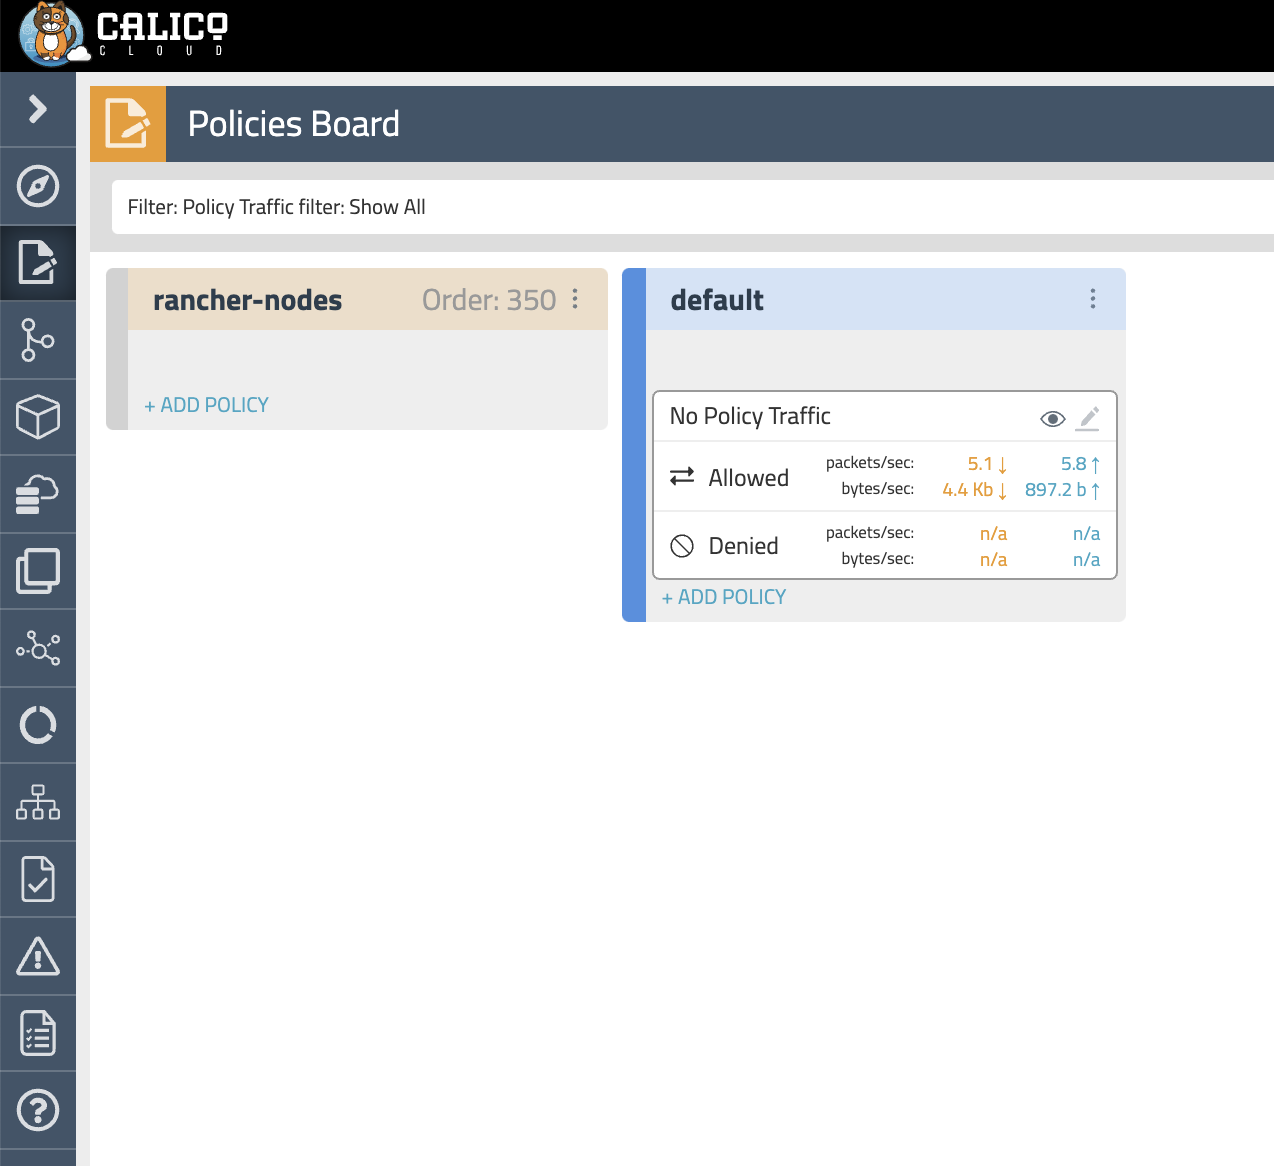 CALICO
CLOUD
Policies Board
Filter: Policy Traffic filter: Show All
rancher-nodes Order: 350
+ ADD POLICY
default
No Policy Traffic
Allowed packets/sec: 5.1 ↓ 5.8 ↑
bytes/sec: 4.4 Kb ↓ 897.2 b ↑
Denied packets/sec: n/a n/a
bytes/sec: n/a n/a
+ ADD POLICY